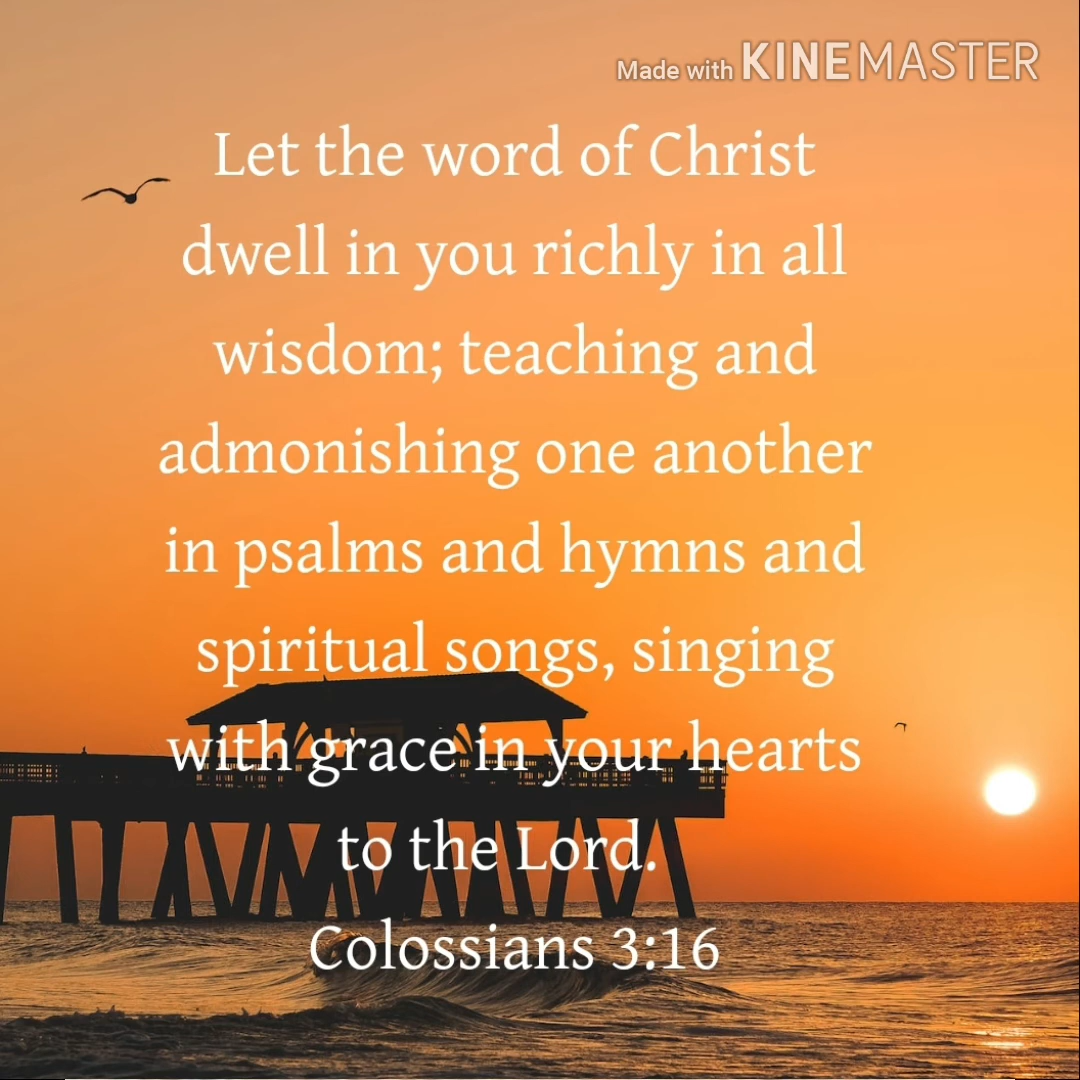 Made with KINEMASTER
Let the word of Christ
dwell in you richly in all
wisdom; teaching and
admonishing one another
in psalms and hymns and
spiritual songs, singing
with grace in your hearts
to the Lord.
Colossians 3:16